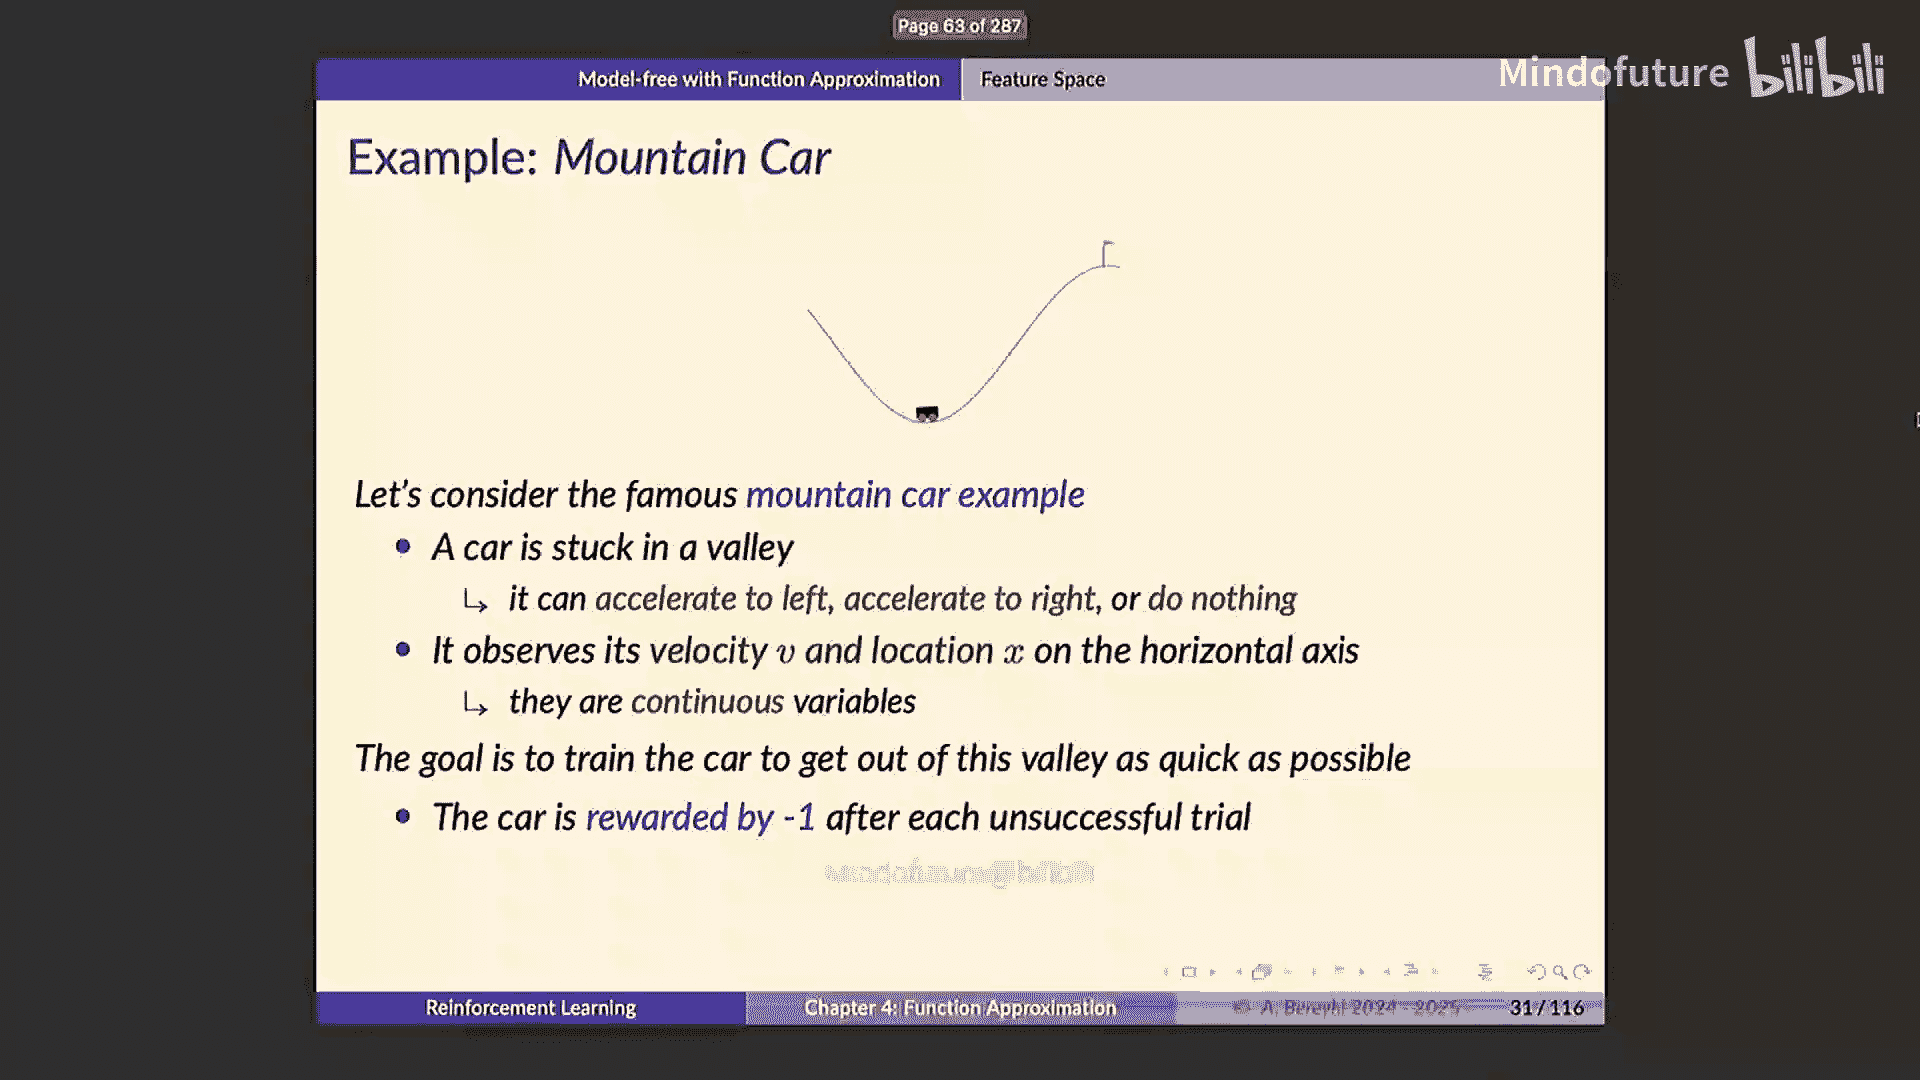 Page 63 of 287
Mindofuture bilibili
Model-free with Function Approximation Feature Space
Example: Mountain Car
Let's consider the famous mountain car example
• A car is stuck in a valley
↳ it can accelerate to left, accelerate to right, or do nothing
• It observes its velocity v and location x on the horizontal axis
↳ they are continuous variables
The goal is to train the car to get out of this valley as quick as possible
• The car is rewarded by -1 after each unsuccessful trial
Reinforcement Learning Chapter 4: Function Approximation © A. Bereyhi 2024 - 2025 31 / 116